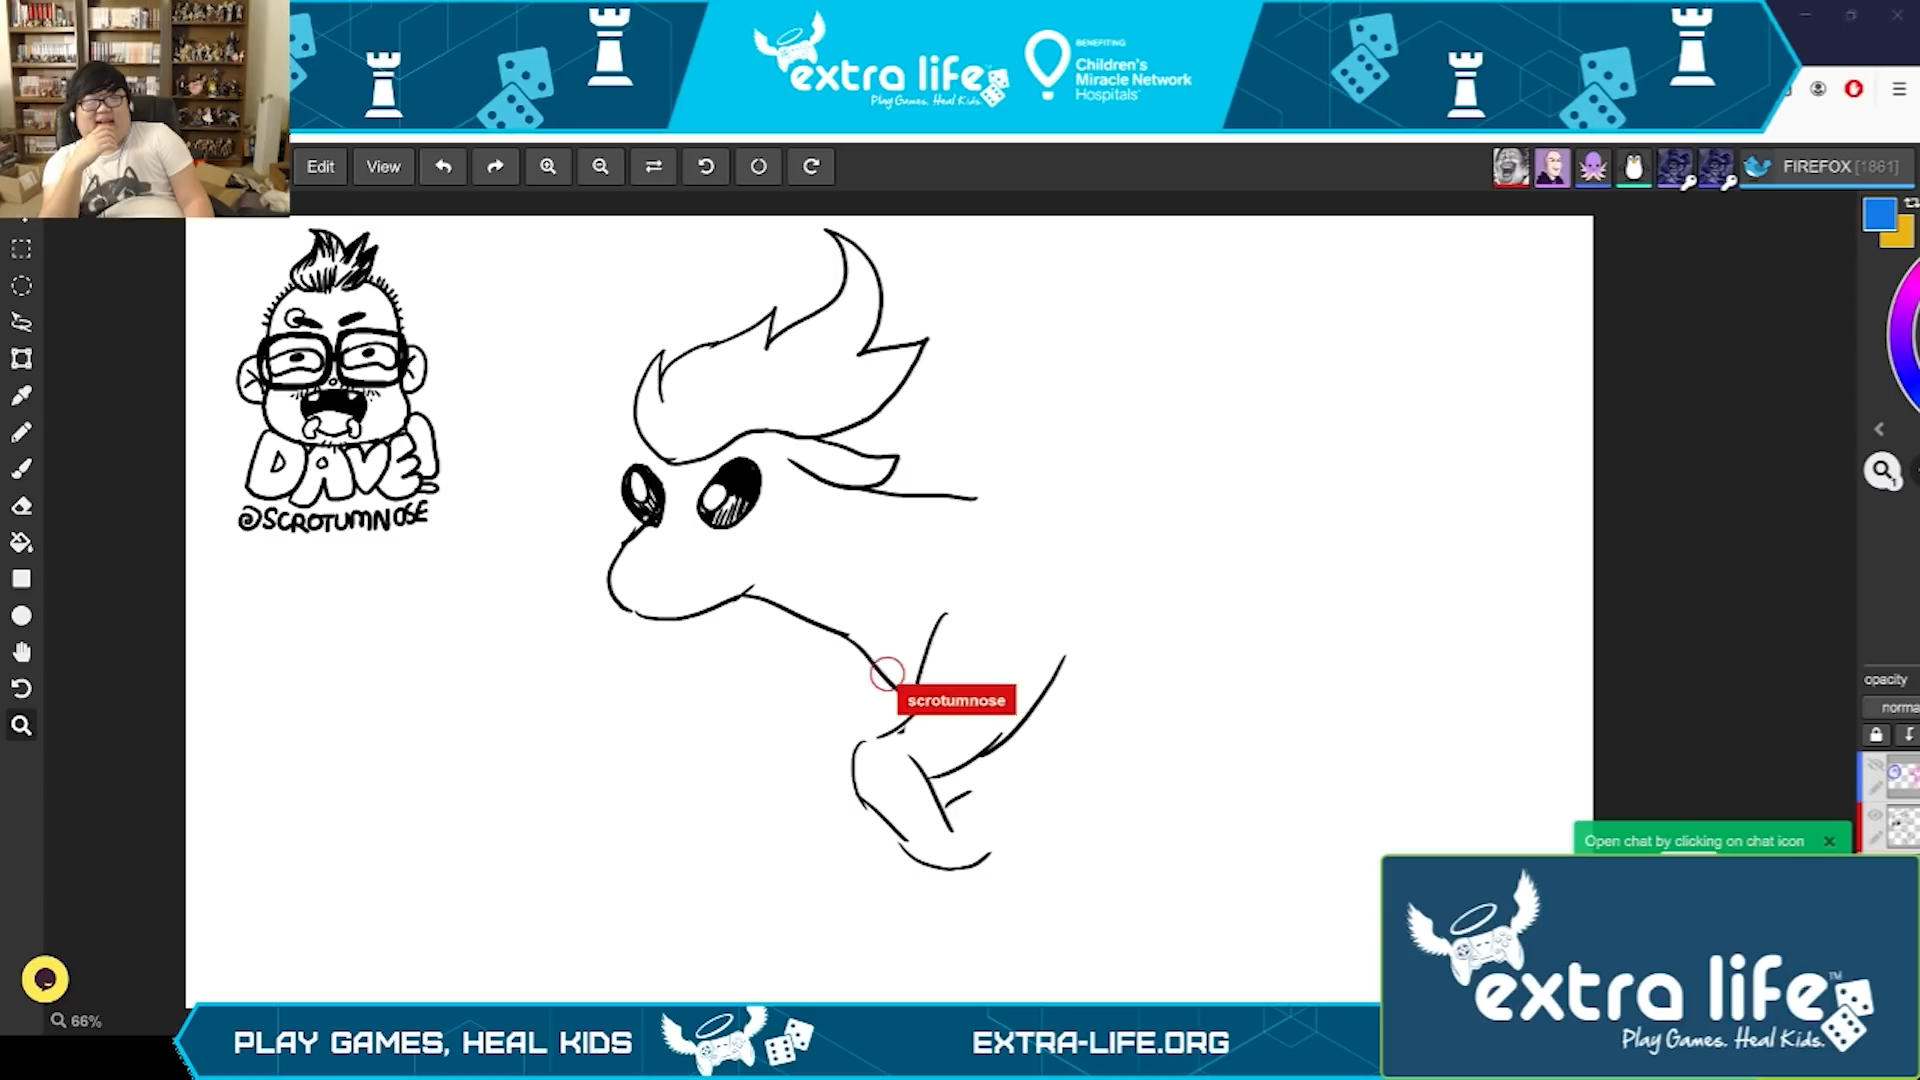 extra life
Play Games. Heal Kids.
BENEFITING
Children's
Miracle Network
Hospitals
Edit
View
FIREFOX [1861]
DAVE!
@SCROTUMNOSE
scrotumnose
opacity
norma
Open chat by clicking on chat icon
extra life™
Play Games. Heal Kids.
66%
PLAY GAMES, HEAL KIDS
EXTRA-LIFE.ORG